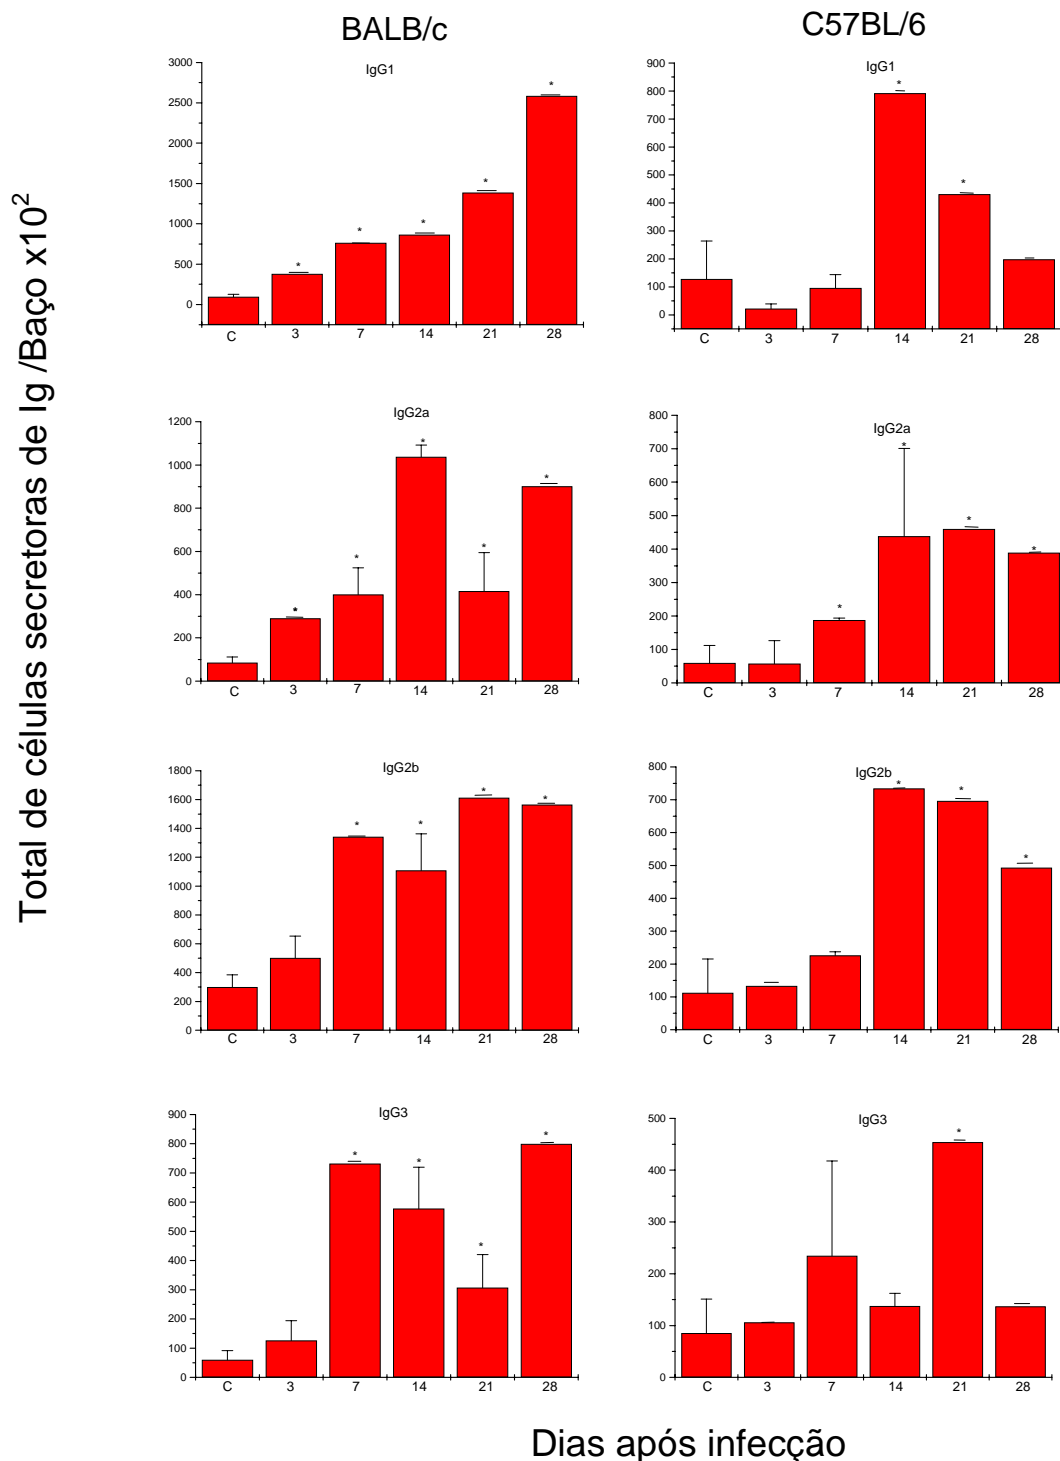 BALB/c
C57BL/6
Total de células secretoras de Ig /Baço x10²
IgG1
3000
2500
2000
1500
1000
500
0
C 3 7 14 21 28
* * * * *
IgG1
900
800
700
600
500
400
300
200
100
0
C 3 7 14 21 28
* *
IgG2a
1200
1000
800
600
400
200
0
C 3 7 14 21 28
* * * * *
IgG2a
800
700
600
500
400
300
200
100
0
C 3 7 14 21 28
* * * *
IgG2b
1800
1600
1400
1200
1000
800
600
400
200
0
C 3 7 14 21 28
* * * *
IgG2b
800
700
600
500
400
300
200
100
0
C 3 7 14 21 28
* * *
IgG3
900
800
700
600
500
400
300
200
100
0
C 3 7 14 21 28
* * * *
IgG3
500
400
300
200
100
0
C 3 7 14 21 28
*
Dias após infecção